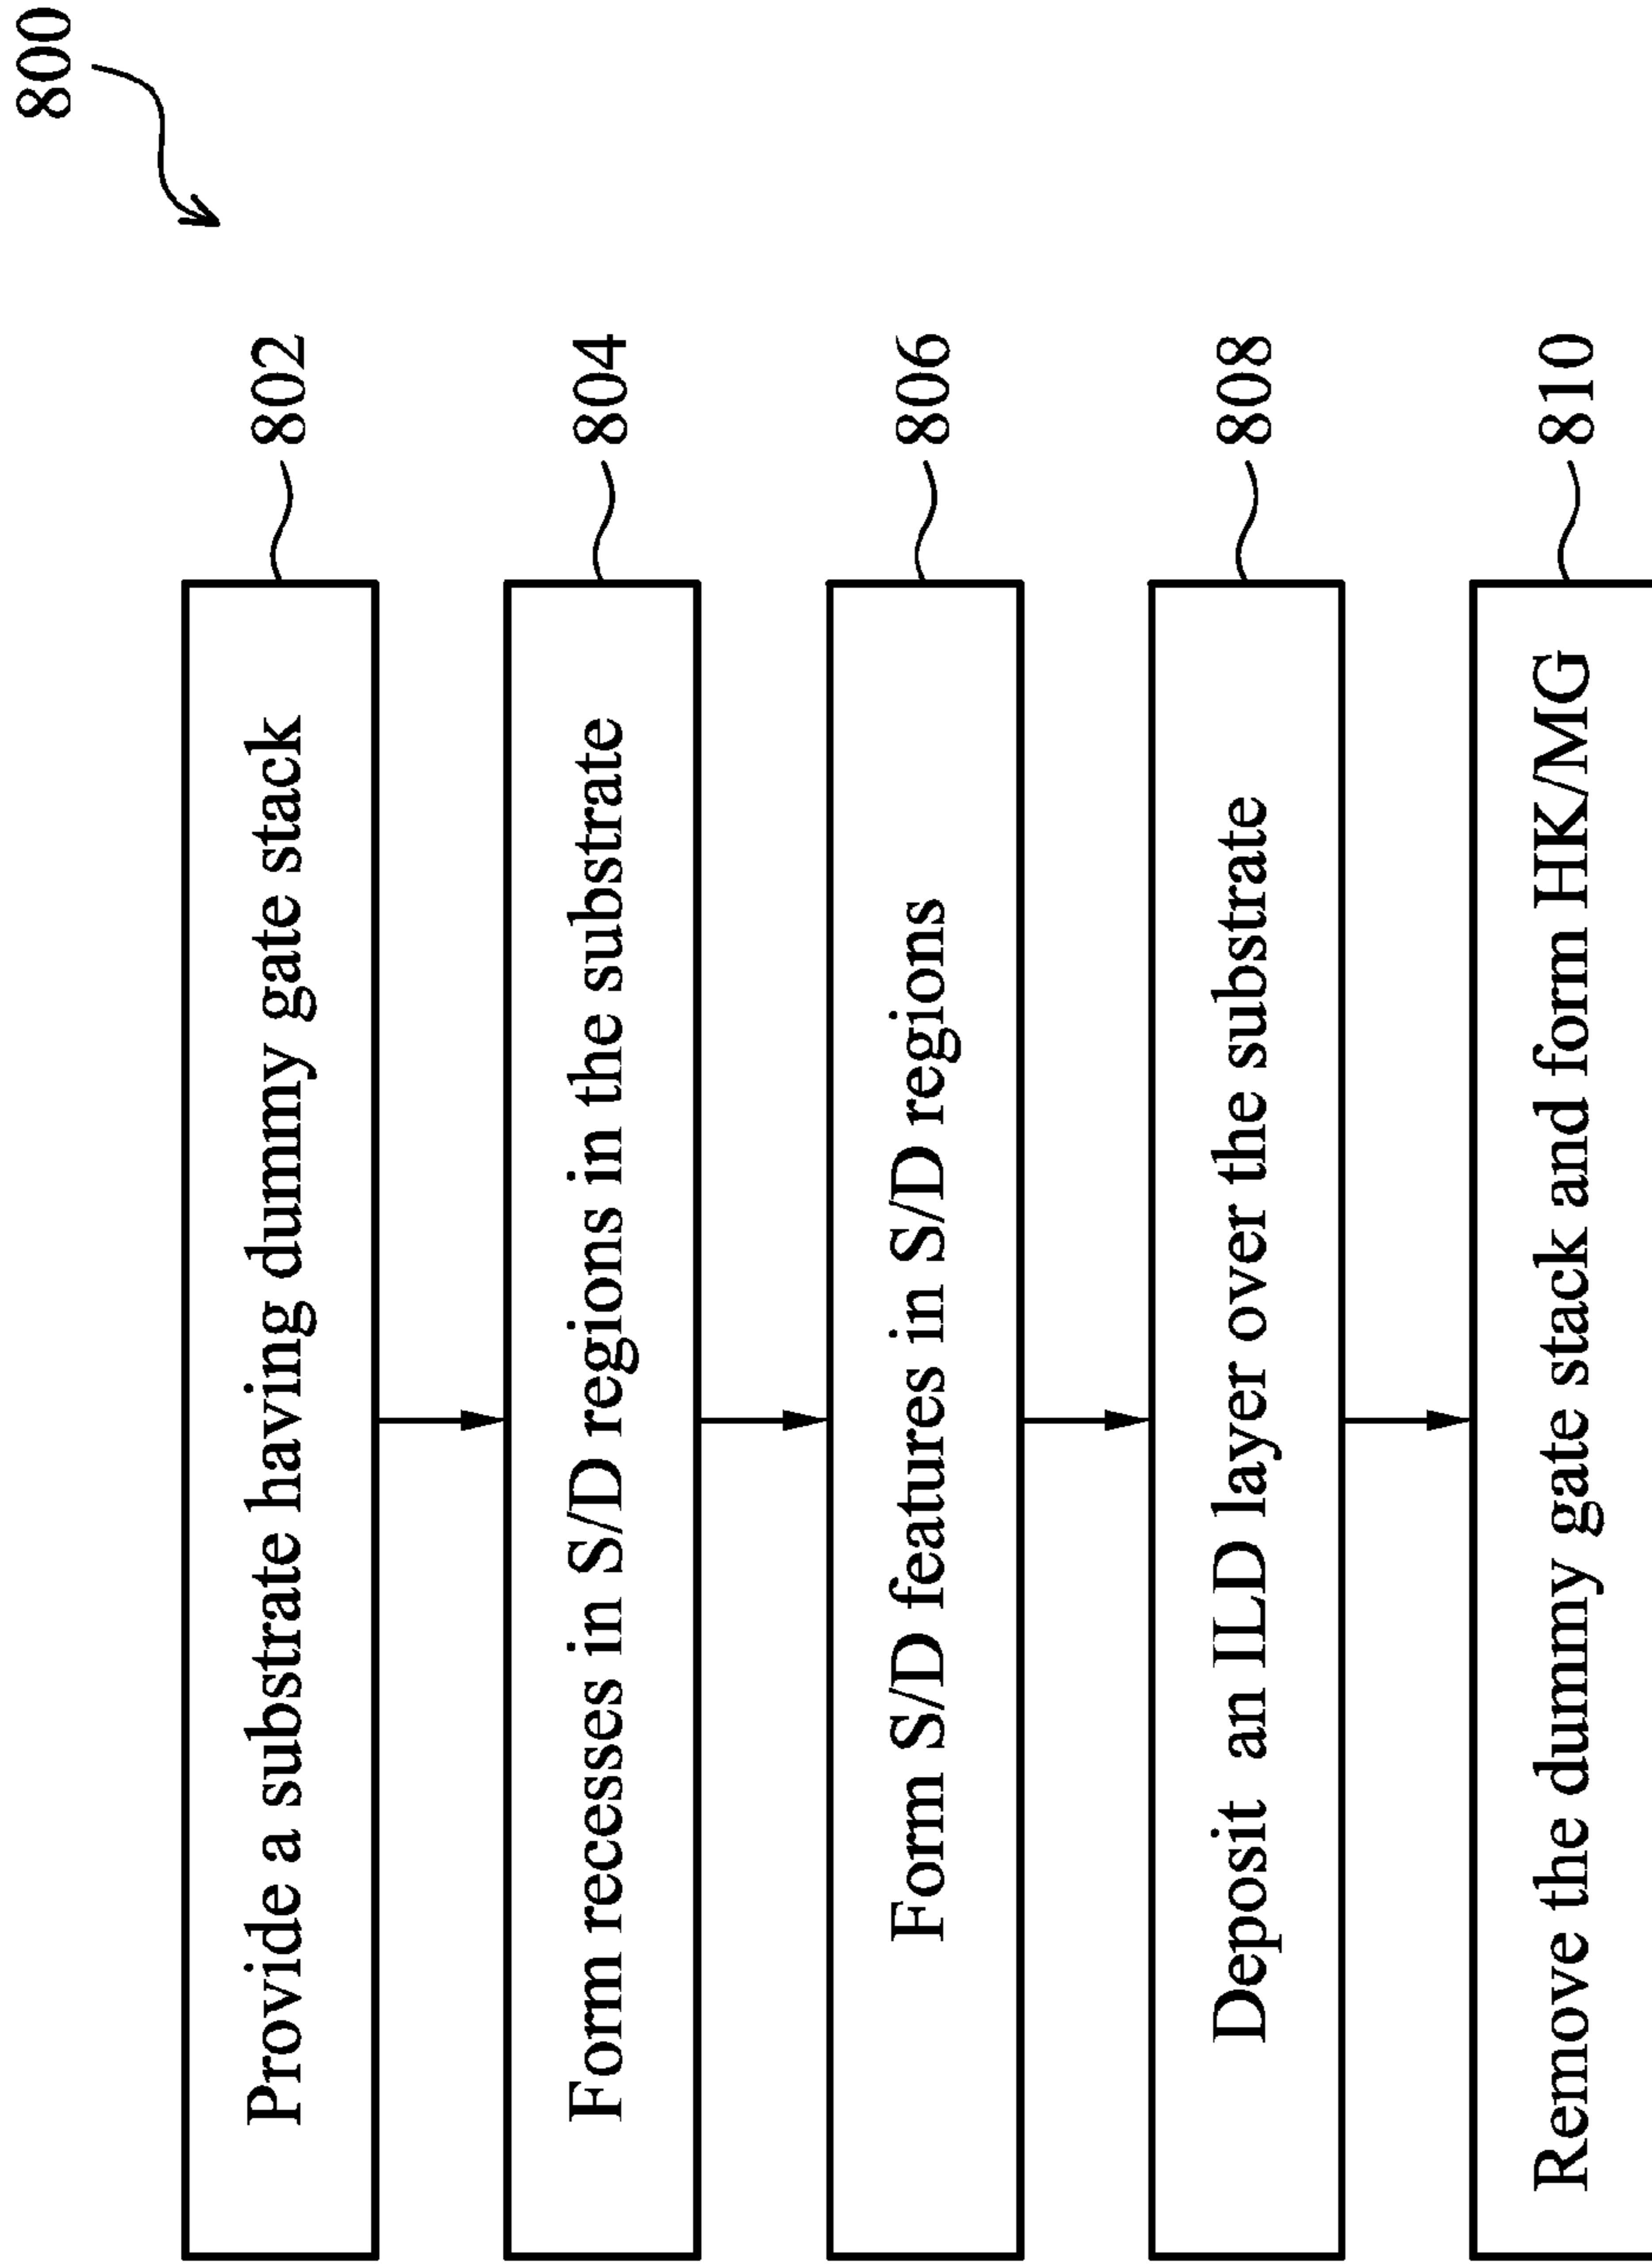 800
Provide a substrate having dummy gate stack
802
Form recesses in S/D regions in the substrate
804
Form S/D features in S/D regions
806
Deposit an ILD layer over the substrate
808
Remove the dummy gate stack and form HK/MG
810